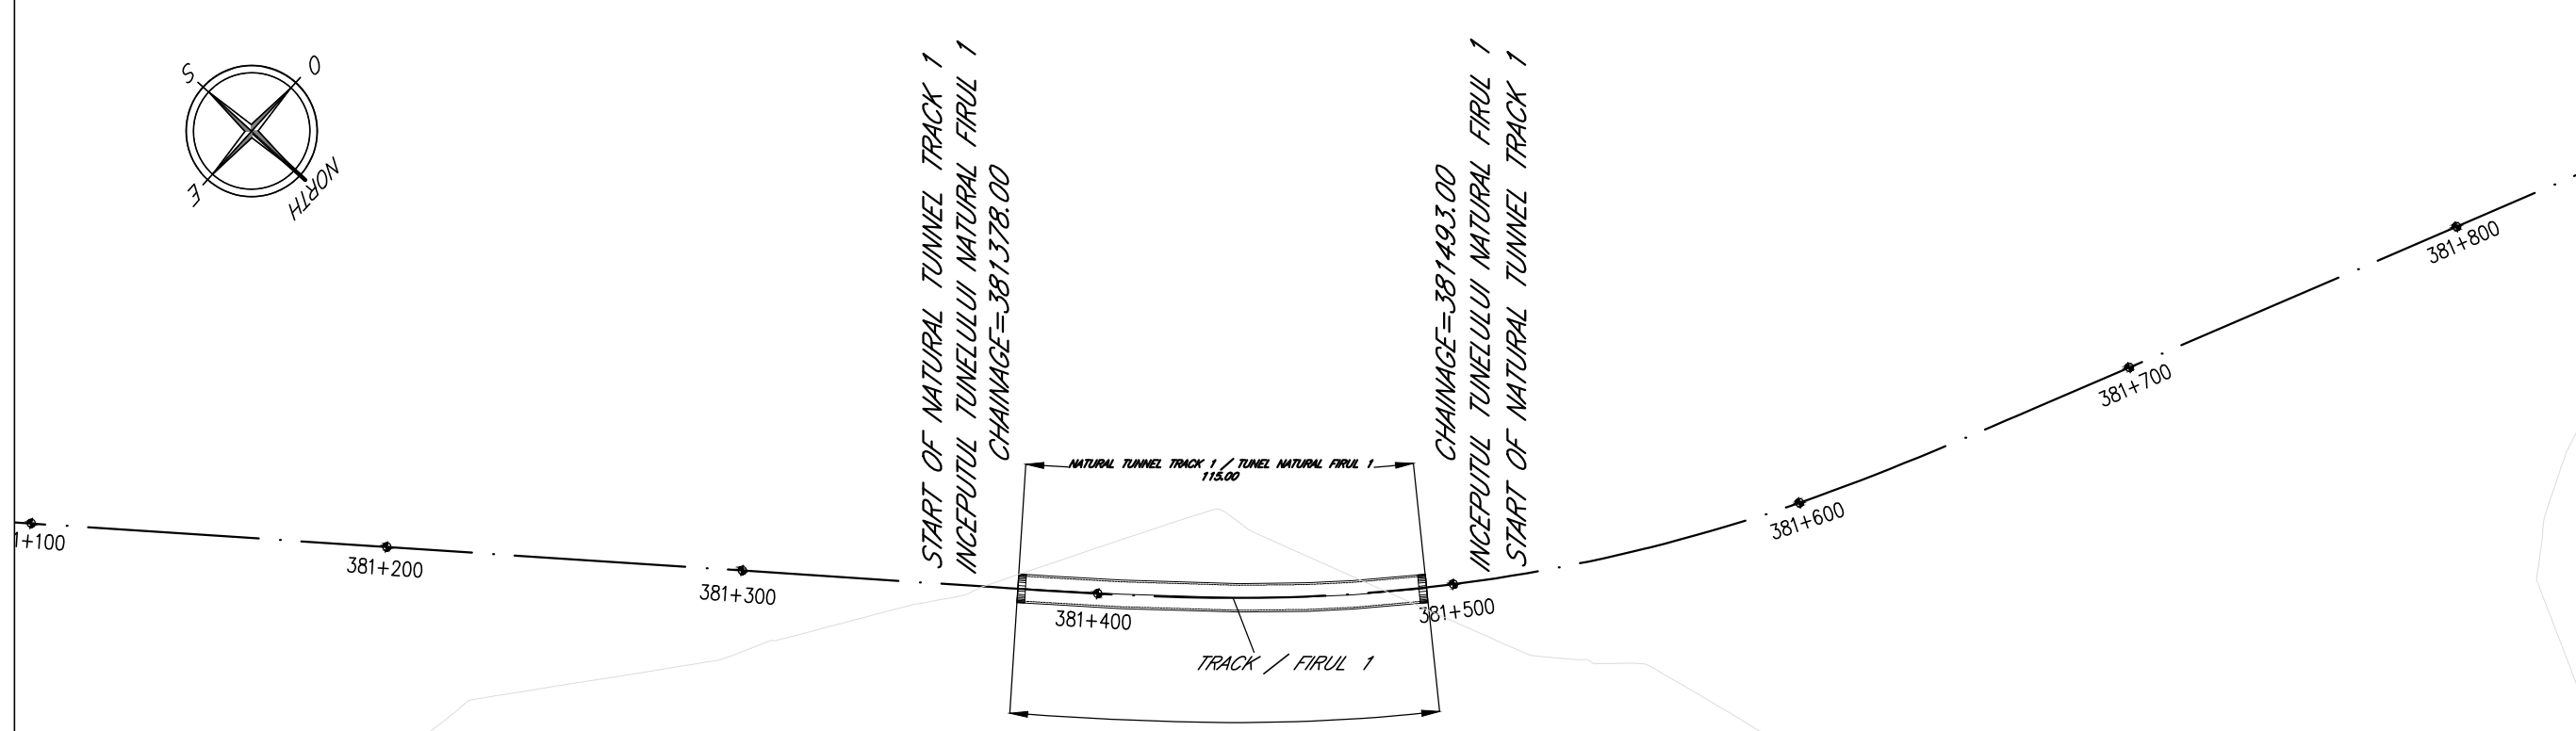 S
O
E
NORTH
START OF NATURAL TUNNEL TRACK 1
INCEPUTUL TUNELULUI NATURAL FIRUL 1
CHAINAGE=381378.00
CHAINAGE=381493.00
INCEPUTUL TUNELULUI NATURAL FIRUL 1
START OF NATURAL TUNNEL TRACK 1
NATURAL TUNNEL TRACK 1 / TUNEL NATURAL FIRUL 1
115.00
1+100
381+200
381+300
381+400
381+500
381+600
381+700
381+800
TRACK / FIRUL 1